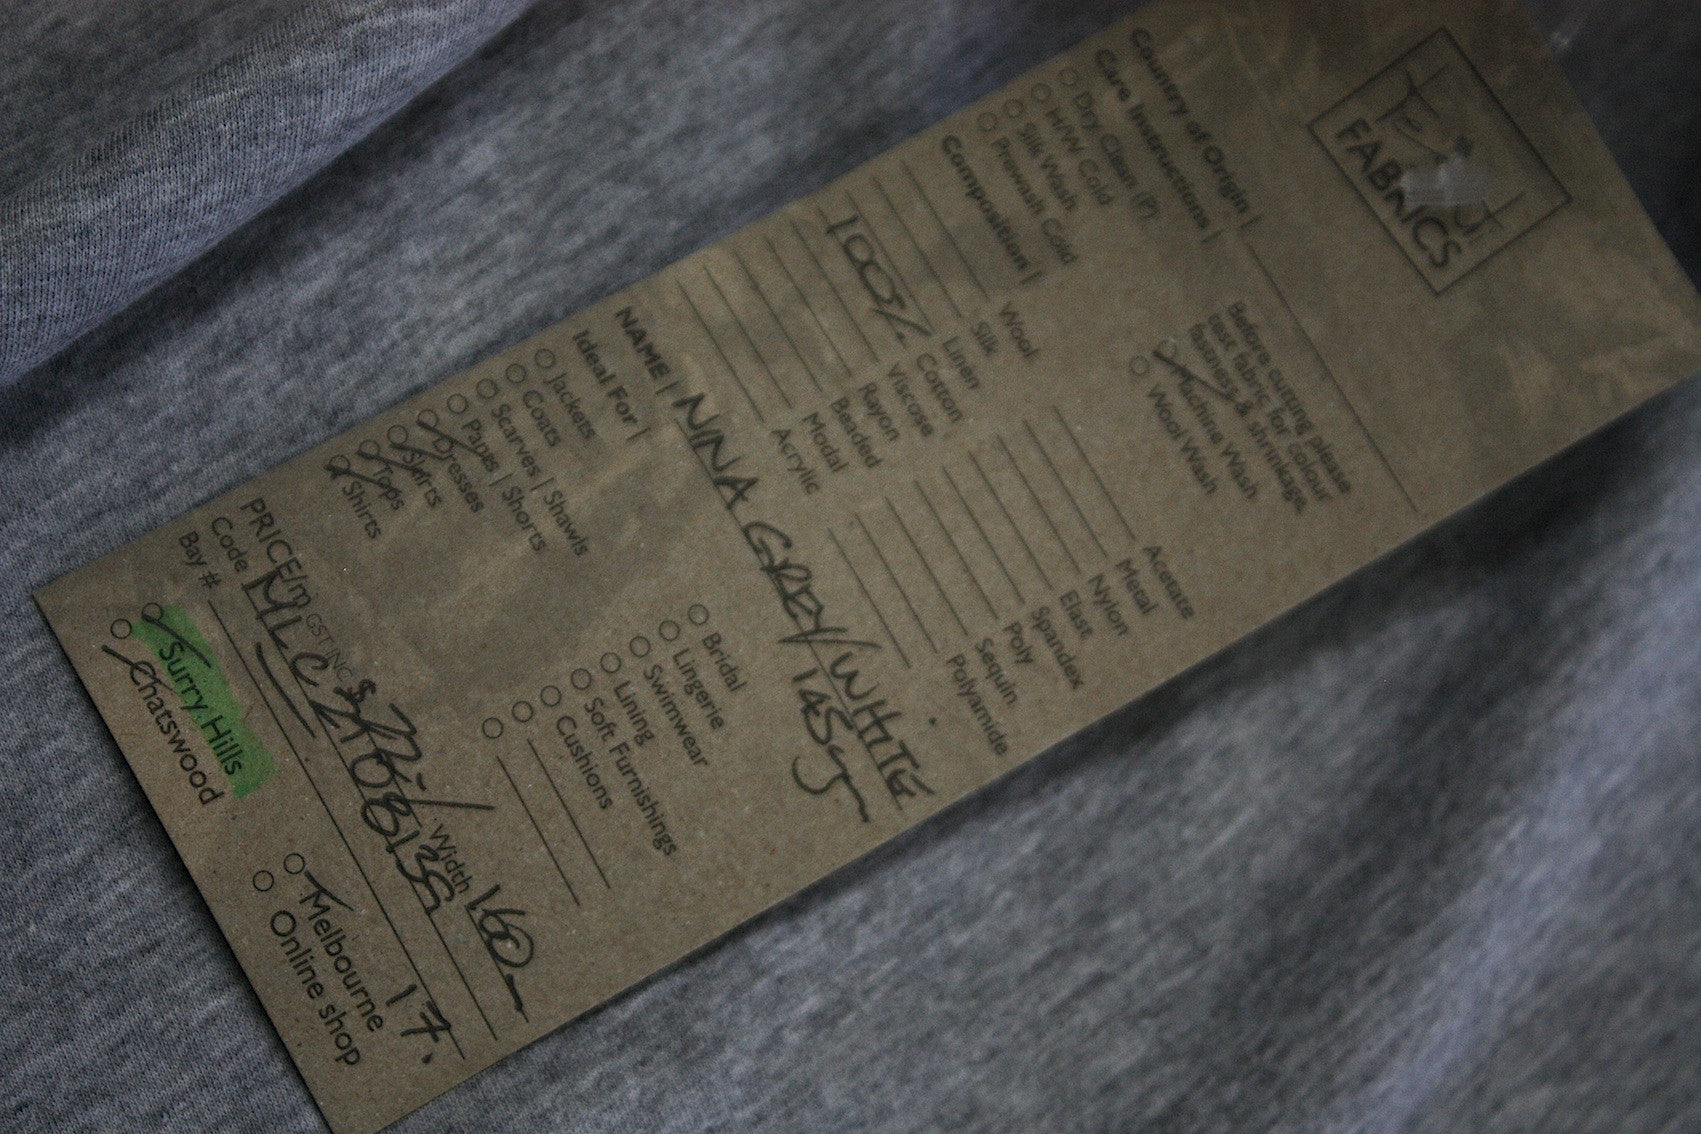 FABRICS
Country of Origin |
Care Instructions |
Dry Clean (P)
H/W Cold
Silk Wash
Prewash Cold
Before cutting please
test fabric for colour
fastness & shrinkage.
Machine Wash
Wool Wash
Composition |
Wool
Silk
Linen
100% Cotton
Viscose
Rayon
Beaded
Modal
Acrylic
Acetate
Metal
Nylon
Elast
Spandex
Poly
Sequin
Polyamide
NAME | NINA GREY/WHITE
145g
Ideal For |
Jackets
Coats
Scarves | Shawls
Pants | Shorts
Dresses
Skirts
Tops
Shirts
Bridal
Lingerie
Swimwear
Lining
Soft Furnishings
Cushions
PRICE/m GST INC. Width 160
Code
Bay # 17.
Surry Hills
Chatswood
Melbourne
Online shop